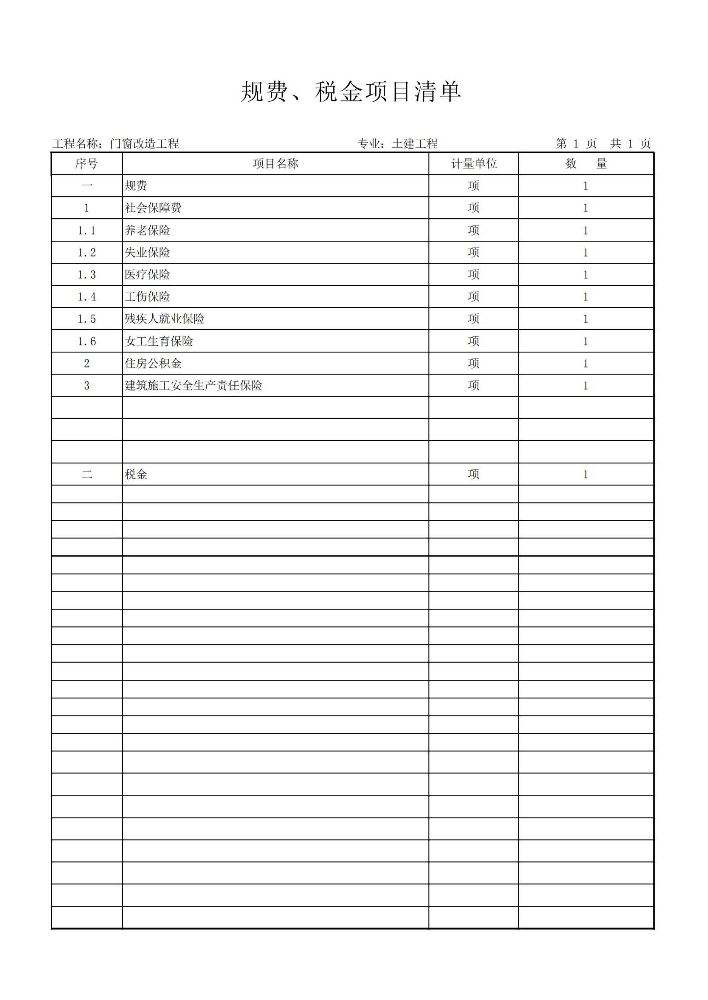 规费、税金项目清单
工程名称：门窗改造工程 专业：土建工程 第 1 页 共 1 页
序号 项目名称 计量单位 数 量
一 规费 项 1
1 社会保障费 项 1
1.1 养老保险 项 1
1.2 失业保险 项 1
1.3 医疗保险 项 1
1.4 工伤保险 项 1
1.5 残疾人就业保险 项 1
1.6 女工生育保险 项 1
2 住房公积金 项 1
3 建筑施工安全生产责任保险 项 1
二 税金 项 1